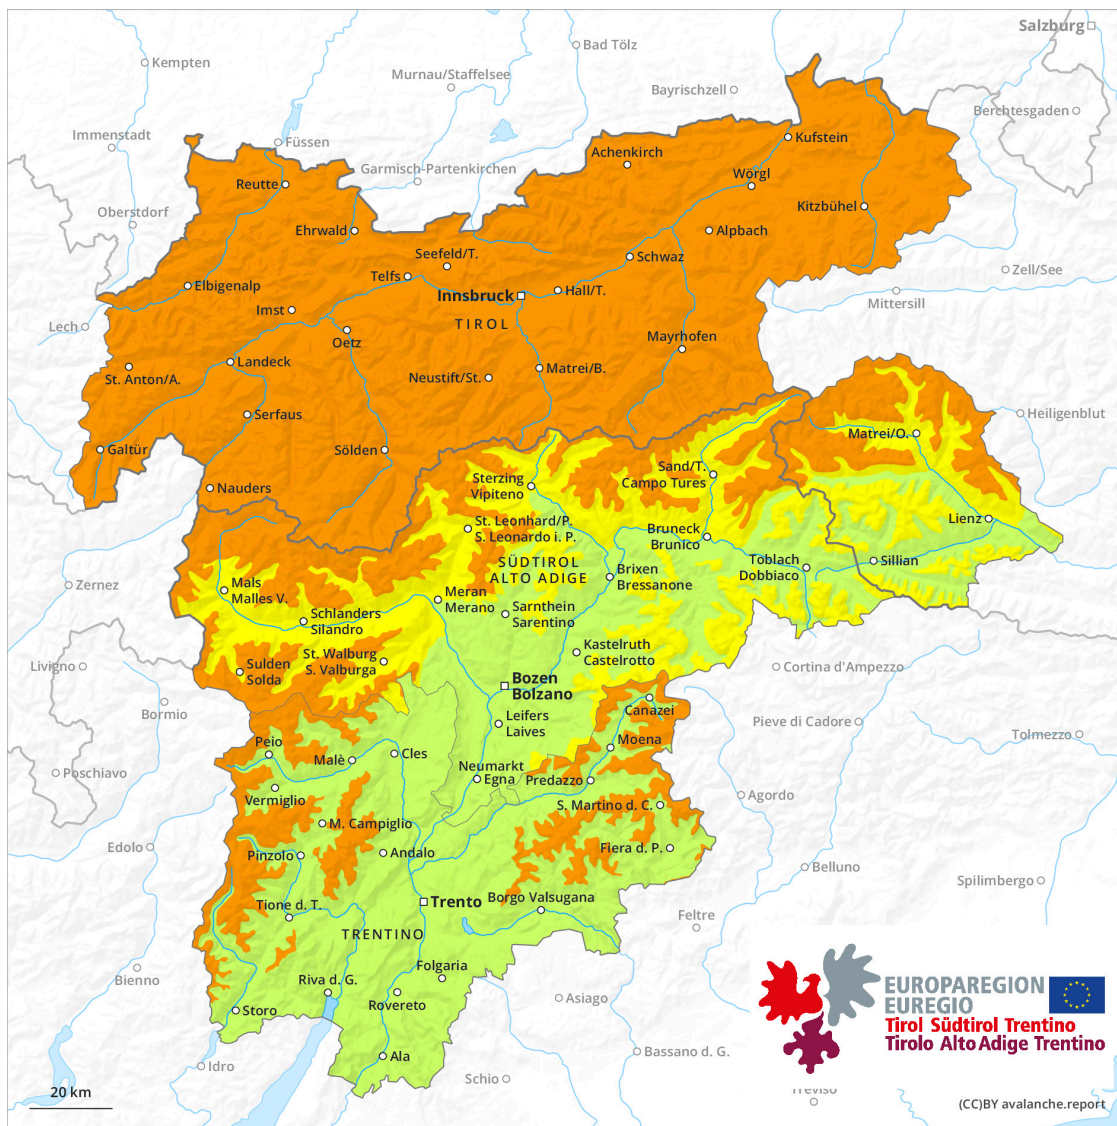 Salzburg
Bad Tölz
Kempten
Murnau/Staffelsee
Bayrischzell
Berchtesgaden
Immenstadt
Füssen
Kufstein
Achenkirch
Garmisch-Partenkirchen
Wörgl
Reutte
Kitzbühel
Oberstdorf
Ehrwald
Alpbach
Seefeld/T.
Schwaz
Telfs
Zell/See
Elbigenalp
Hall/T.
Innsbruck
Mittersill
Imst
TIROL
Lech
Oetz
Mayrhofen
Landeck
Matrei/B.
St. Anton/A.
Neustift/St.
Serfaus
Heiligenblut
Matrei/O.
Galtür
Sölden
Sand/T.
Campo Tures
Sterzing
Vipiteno
Nauders
St. Leonhard/P.
S. Leonardo i. P.
Lienz
Bruneck
Brunico
SÜDTIROL
ALTO ADIGE
Toblach
Dobbiaco
Sillian
Brixen
Bressanone
Zernez
Mals
Malles V.
Meran
Merano
Sarnthein
Sarentino
Schlanders
Silandro
Kastelruth
Castelrotto
St. Walburg
S. Valburga
Livigno
Sulden
Solda
Cortina d'Ampezzo
Bozen
Bolzano
Canazei
Bormio
Leifers
Laives
Pieve di Cadore
Tolmezzo
Moena
Peio
Malè
Cles
Poschiavo
Neumarkt
Egna
Predazzo
Vermiglio
Agordo
S. Martino d. C.
M. Campiglio
Edolo
Pinzolo
Andalo
Fiera d. P.
Belluno
Spilimbergo
Tione d. T.
Trento
Borgo Valsugana
Feltre
TRENTINO
Folgaria
Bienno
Riva d. G.
Rovereto
Asiago
Storo
EUROPAREGION
EUREGIO
Tirol Südtirol Trentino
Tirolo Alto Adige Trentino
Ala
Bassano d. G.
Idro
Schio
Treviso
20 km
(CC)BY avalanche.report